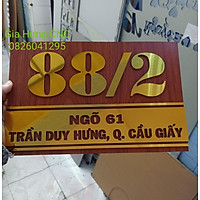 Gia Hưng CNC
0826041295
88/2
NGÕ 61
TRẦN DUY HƯNG, Q. CẦU GIẤY